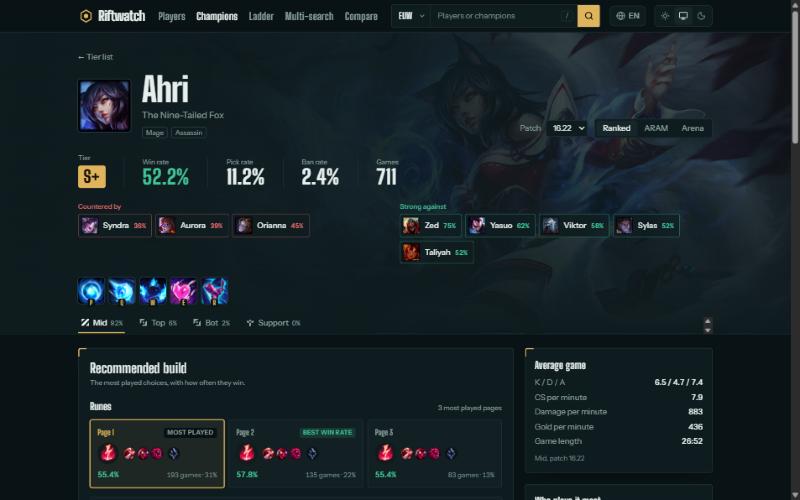 Riftwatch Players Champions Ladder Multi-search Compare EUW Players or champions / EN
← Tier list
Ahri
The Nine-Tailed Fox
Mage Assassin
Patch 16.22 Ranked ARAM Arena
Tier Win rate Pick rate Ban rate Games
S+ 52.2% 11.2% 2.4% 711
Countered by
Syndra 36% Aurora 39% Orianna 45%
Strong against
Zed 75% Yasuo 62% Viktor 58% Sylas 52%
Taliyah 52%
P Q W E R
Mid 92% Top 6% Bot 2% Support 0%
Recommended build
The most played choices, with how often they win.
Runes 3 most played pages
Page 1 MOST PLAYED
55.4% 193 games · 31%
Page 2 BEST WIN RATE
57.8% 135 games · 22%
Page 3
55.4% 83 games · 13%
Average game
K / D / A 6.5 / 4.7 / 7.4
CS per minute 7.9
Damage per minute 883
Gold per minute 436
Game length 26:52
Mid, patch 16.22
Who plays it most